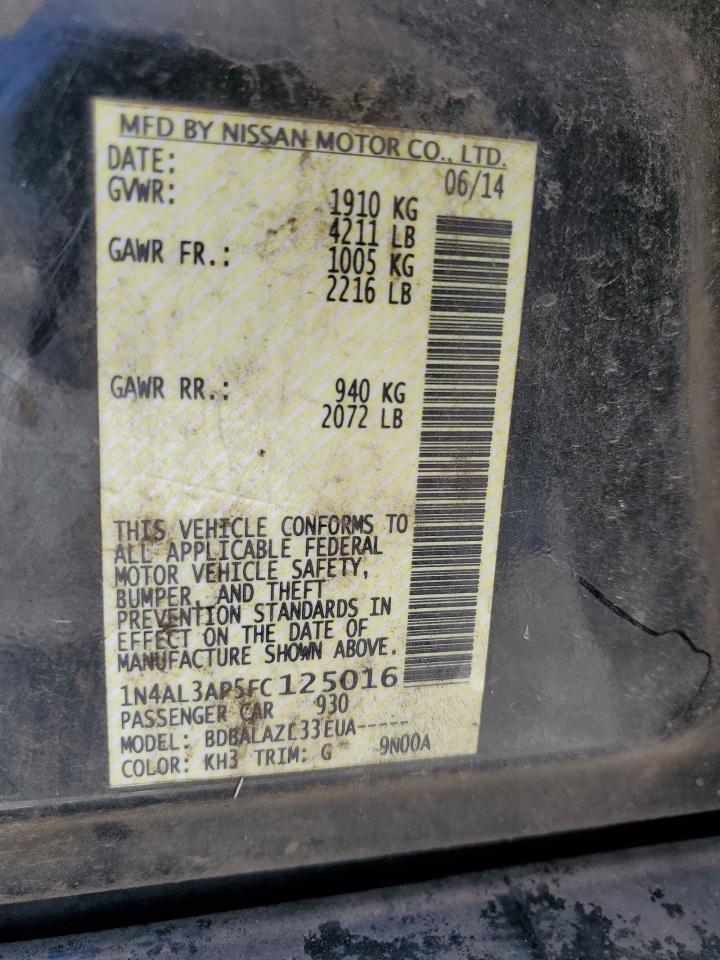 MFD BY NISSAN MOTOR CO., LTD.
DATE: 06/14
GVWR: 1910 KG
4211 LB
GAWR FR.: 1005 KG
2216 LB
GAWR RR.: 940 KG
2072 LB
THIS VEHICLE CONFORMS TO
ALL APPLICABLE FEDERAL
MOTOR VEHICLE SAFETY,
BUMPER, AND THEFT
PREVENTION STANDARDS IN
EFFECT ON THE DATE OF
MANUFACTURE SHOWN ABOVE.
1N4AL3AP5FC125016
PASSENGER CAR 930
MODEL: BDBALAZL33EUA-----
COLOR: KH3 TRIM: G 9N00A